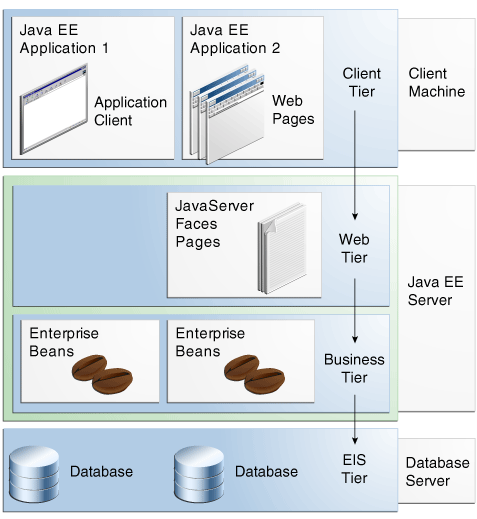 Java EE
Application 1
Java EE
Application 2
Application
Client
Web
Pages
Client
Tier
Client
Machine
JavaServer
Faces
Pages
Web
Tier
Java EE
Server
Enterprise
Beans
Enterprise
Beans
Business
Tier
Database
Database
EIS
Tier
Database
Server